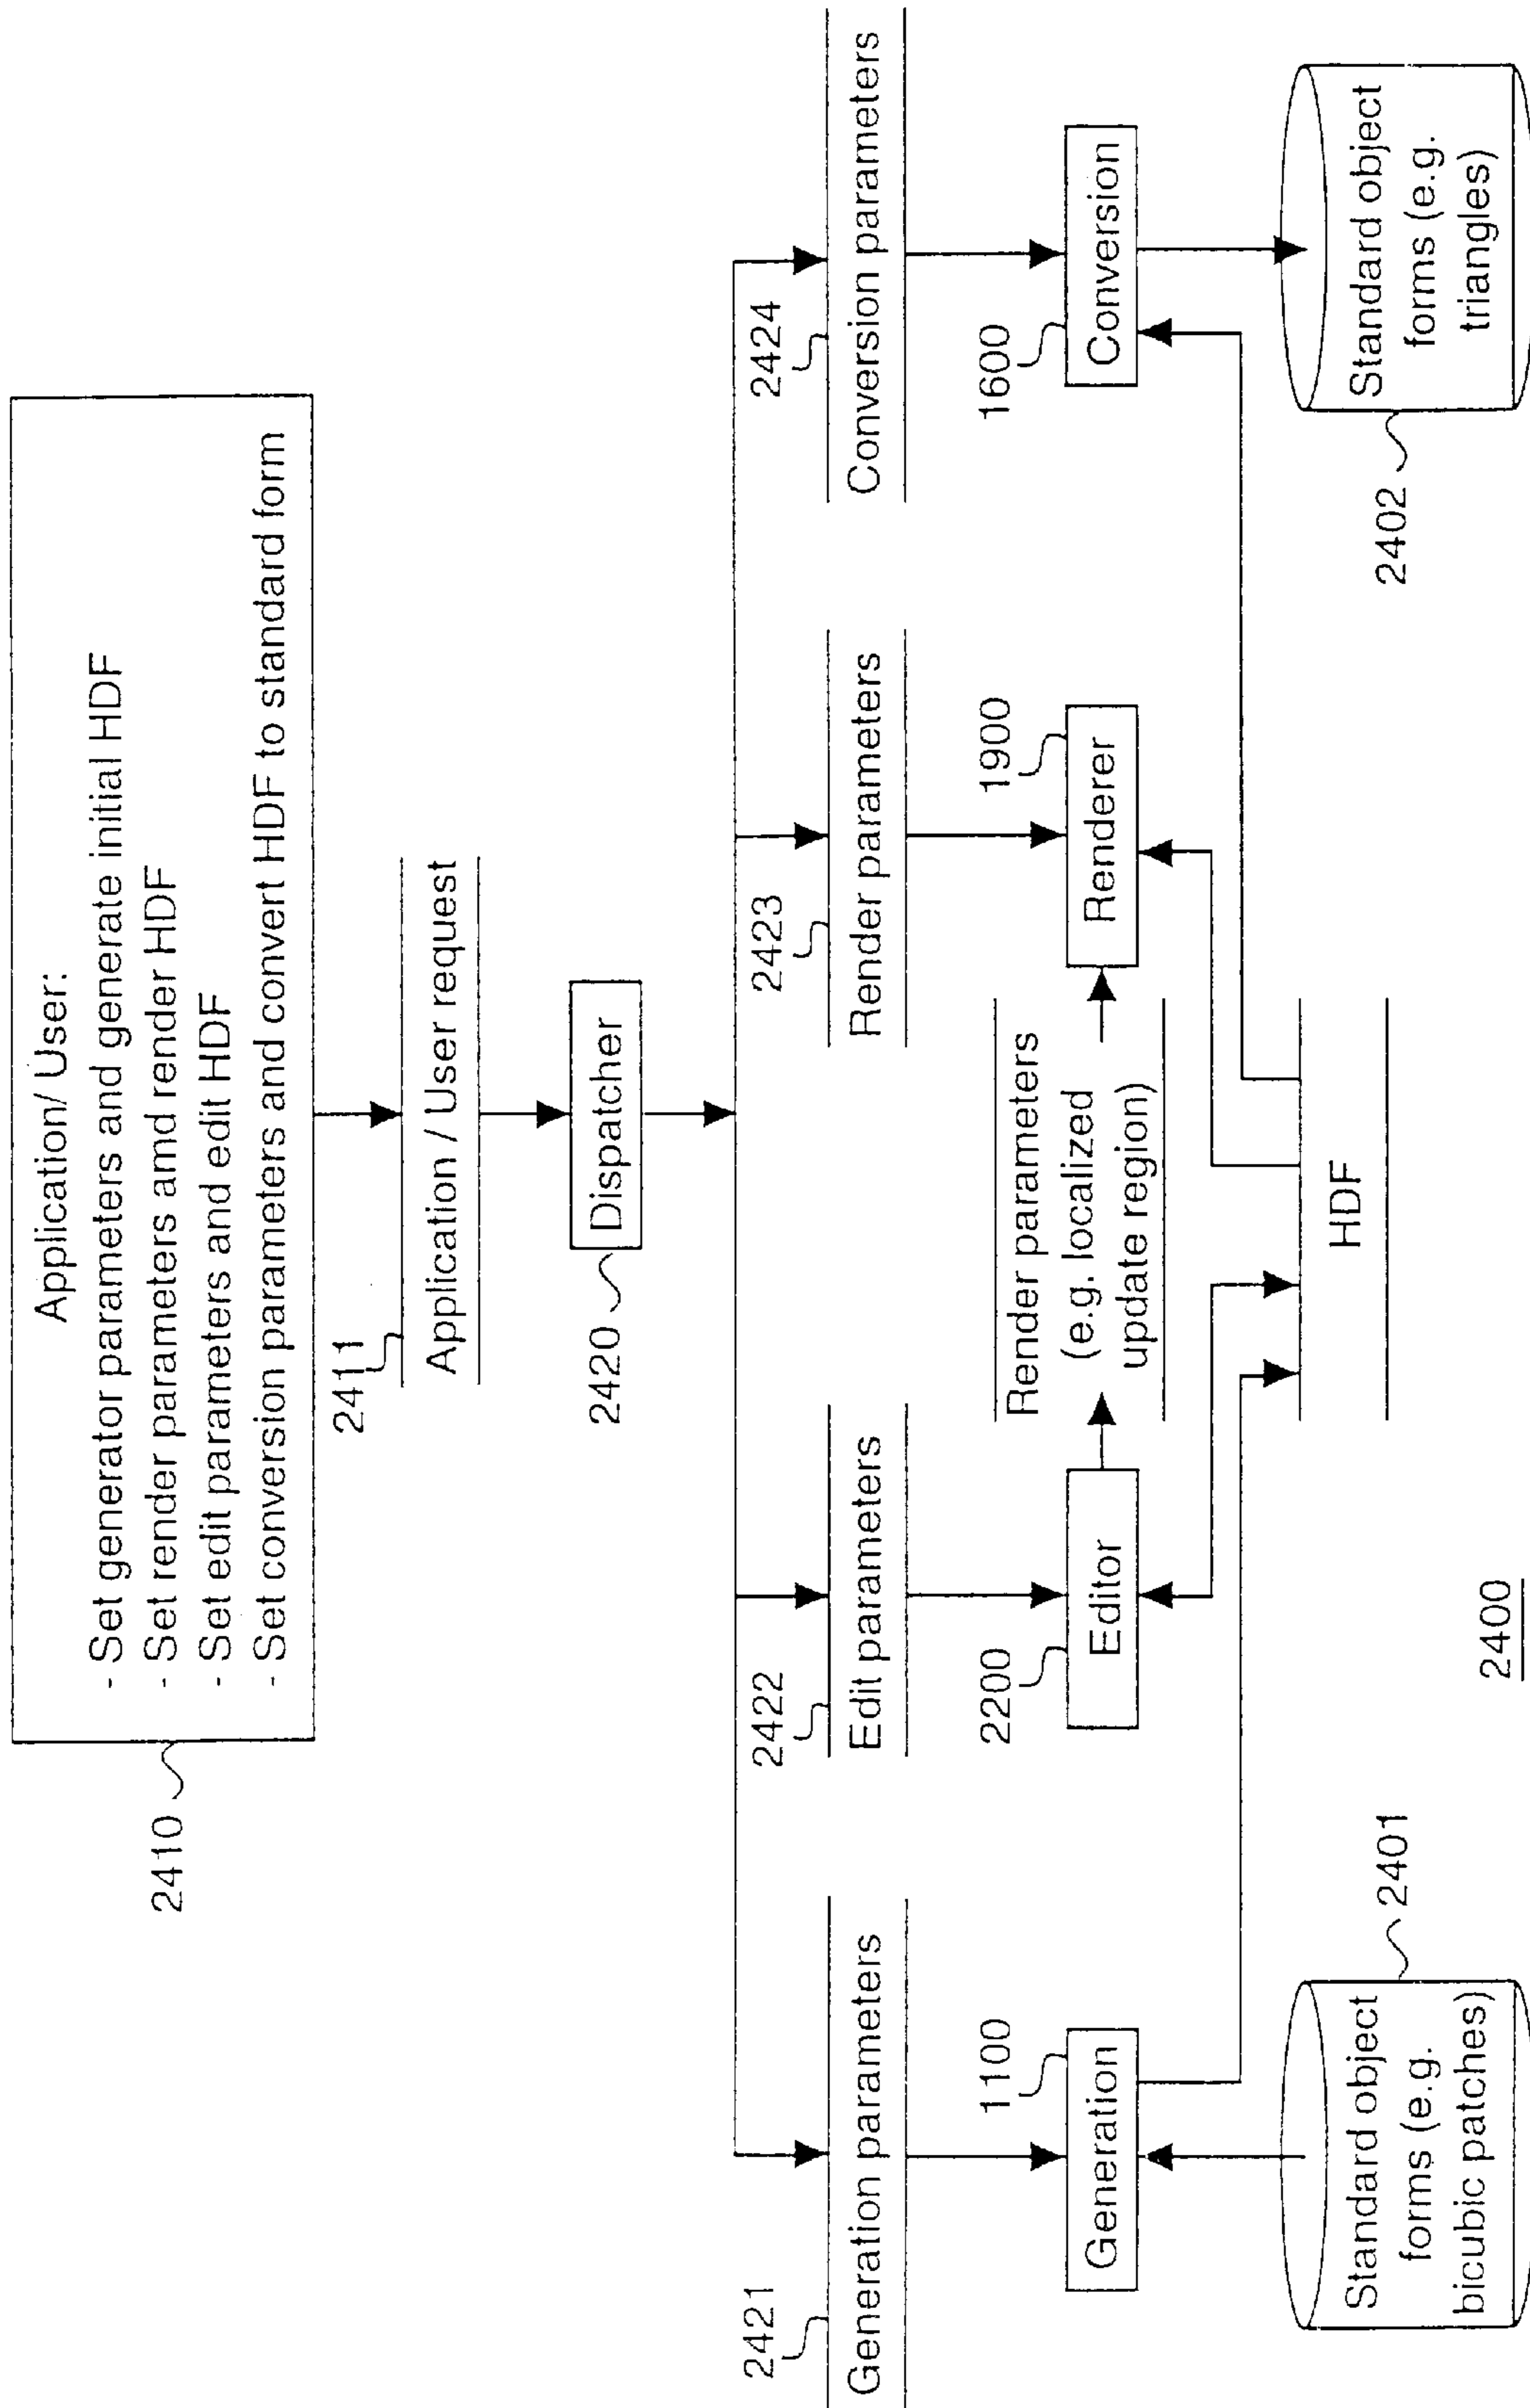 Application/ User:
- Set generator parameters and generate initial HDF
- Set render parameters amd render HDF
- Set edit parameters and edit HDF
- Set conversion parameters and convert HDF to standard form
2410
2411
Application / User request
2420
Dispatcher
2421
Generation parameters
2422
Edit parameters
2423
Render parameters
2424
Conversion parameters
1100
Generation
2200
Editor
Render parameters
(e.g. localized
update region)
1900
Renderer
1600
Conversion
Standard object
forms (e.g.
bicubic patches)
2401
HDF
2402
Standard object
forms (e.g.
triangles)
2400